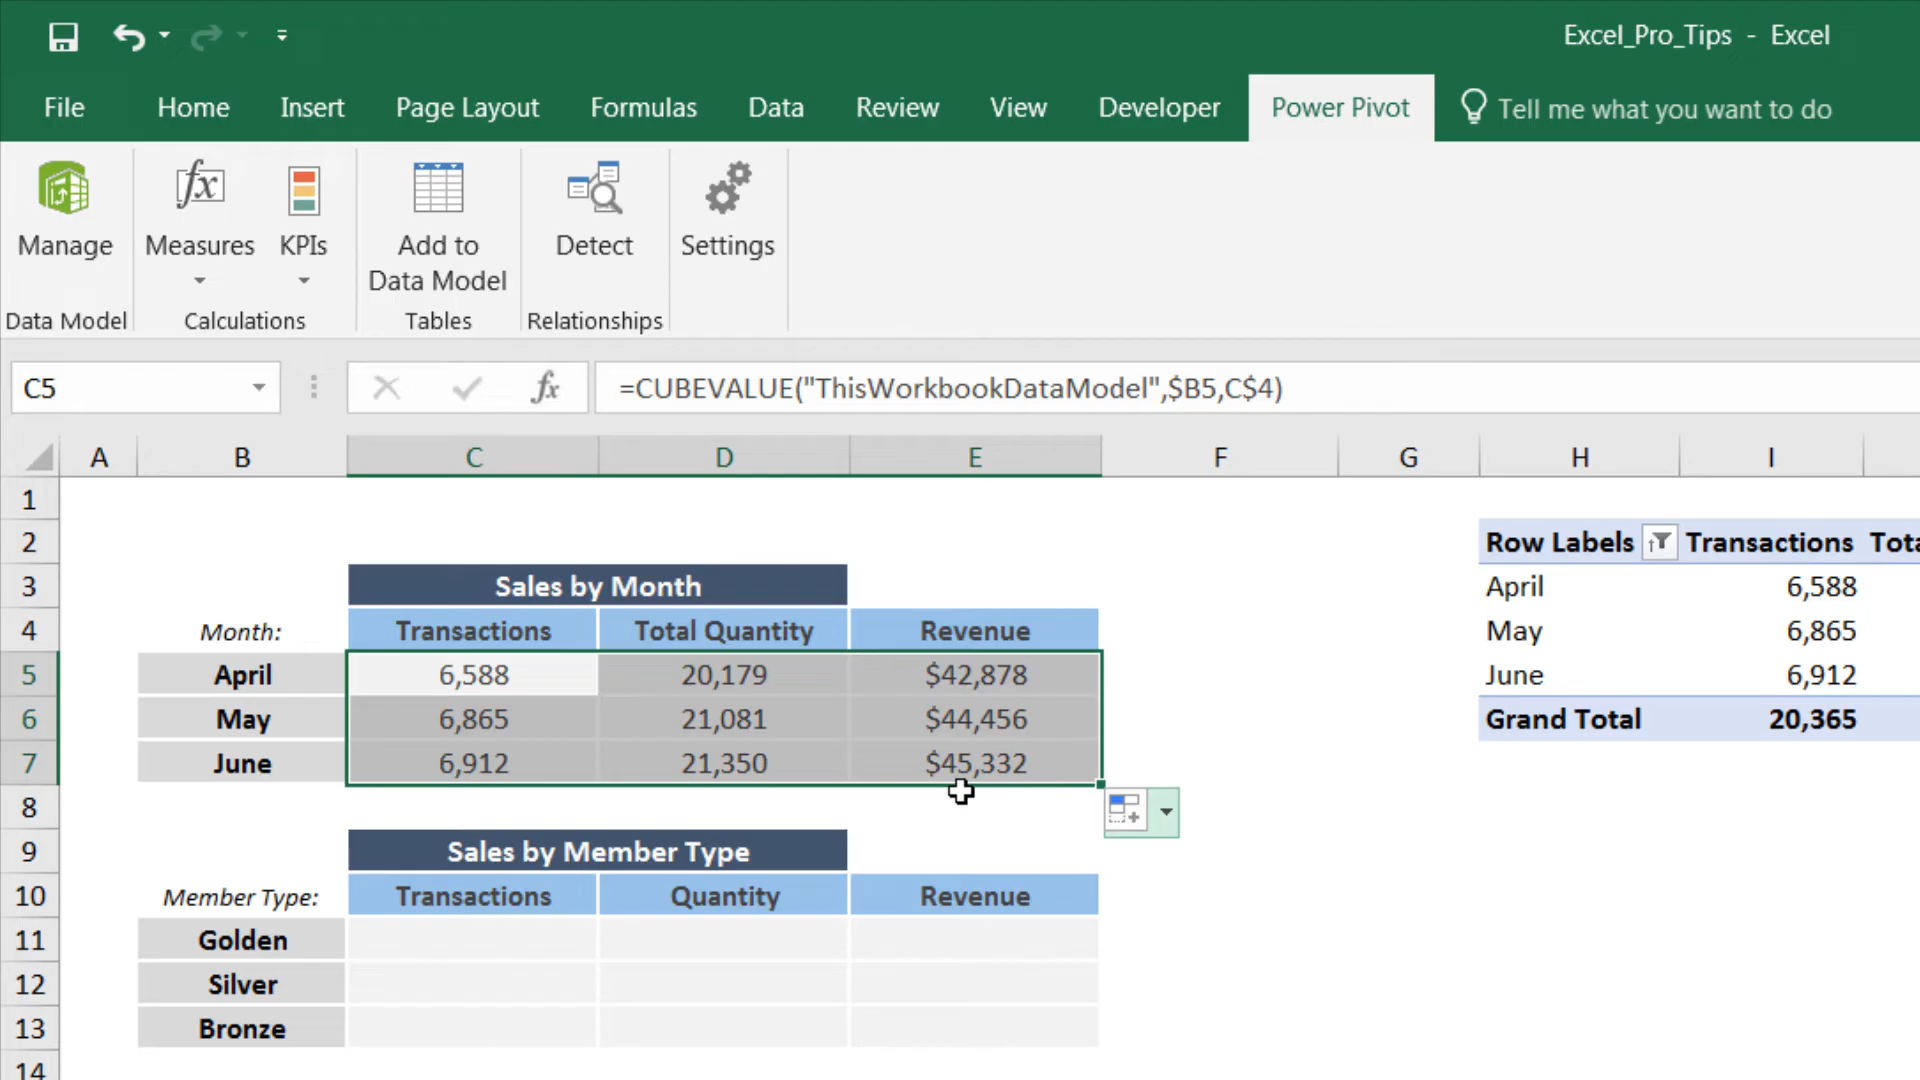 Excel_Pro_Tips - Excel
File Home Insert Page Layout Formulas Data Review View Developer Power Pivot Tell me what you want to do
Manage Measures KPIs Add to Data Model Detect Settings
Data Model Calculations Tables Relationships
C5 fx =CUBEVALUE("ThisWorkbookDataModel",$B5,C$4)
A B C D E F G H I
1
2 Row Labels Transactions Tota
3 Sales by Month April 6,588
4 Month: Transactions Total Quantity Revenue May 6,865
5 April 6,588 20,179 $42,878 June 6,912
6 May 6,865 21,081 $44,456 Grand Total 20,365
7 June 6,912 21,350 $45,332
8
9 Sales by Member Type
10 Member Type: Transactions Quantity Revenue
11 Golden
12 Silver
13 Bronze
14